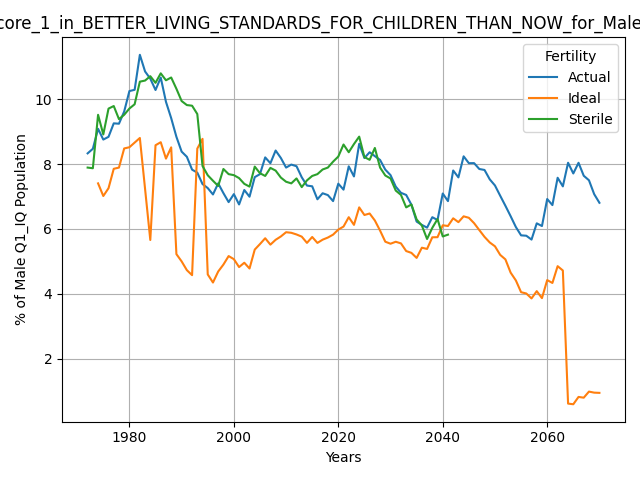 core_1_in_BETTER_LIVING_STANDARDS_FOR_CHILDREN_THAN_NOW_for_Male
Fertility
Actual
Ideal
Sterile
% of Male Q1_IQ Population
10
8
6
4
2
1980 2000 2020 2040 2060
Years